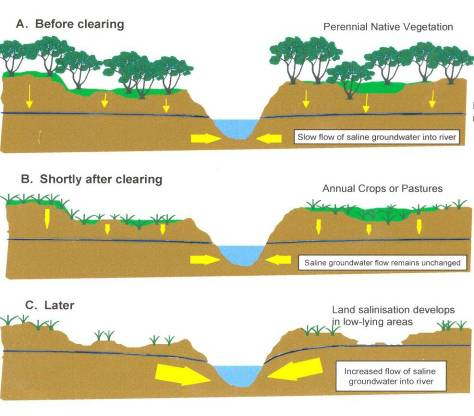 A. Before clearing
Perennial Native Vegetation
Slow flow of saline groundwater into river
B. Shortly after clearing
Annual Crops or Pastures
Saline groundwater flow remains unchanged
C. Later
Land salinisation develops
in low-lying areas
Increased flow of saline
groundwater into river